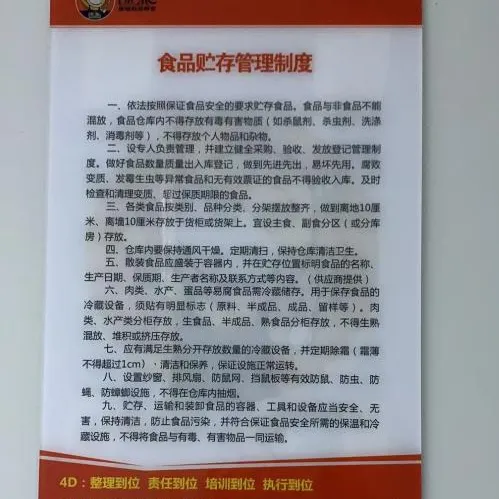 食品贮存管理制度
一、依法按照保证食品安全的要求贮存食品。食品与非食品不能
混放，食品仓库内不得存放有毒有害物质（如杀鼠剂、杀虫剂、洗涤
剂、消毒剂等），不得存放个人物品和杂物。
二、设专人负责管理，并建立健全采购、验收、发放登记管理制
度。做好食品数量质量出入库登记，做到先进先出，易坏先用。腐败
变质、发霉生虫等异常食品和无有效票证的食品不得验收入库。及时
检查和清理变质、超过保质期限的食品。
三、各类食品按类别、品种分类、分架摆放整齐，做到离地10厘
米、离墙10厘米存放于货柜或货架上。宜设主食、副食分区（或分库
房）存放。
四、仓库内要保持通风干燥。定期清扫，保持仓库清洁卫生。
五、散装食品应盛装于容器内，并在贮存位置标明食品的名称、
生产日期、保质期、生产者名称及联系方式等内容。（供应商提供）
六、肉类、水产、蛋品等易腐食品需冷藏储存。用于保存食品的
冷藏设备，须贴有明显标志（原料、半成品、成品、留样等）。肉
类、水产类分柜存放，生食品、半成品、熟食品分柜存放，不得生熟
混放、堆积或挤压存放。
七、应有满足生熟分开存放数量的冷藏设备，并定期除霜（霜薄
不得超过1cm）、清洁和保养，保证设施正常运转。
八、设置纱窗、排风扇、防鼠网、挡鼠板等有效防鼠、防虫、防
蝇、防蟑螂设施，不得在仓库内抽烟。
九、贮存、运输和装卸食品的容器、工具和设备应当安全、无
害，保持清洁，防止食品污染，并符合保证食品安全所需的保温和冷
藏设施，不得将食品与有毒、有害物品一同运输。
4D：整理到位 责任到位 培训到位 执行到位